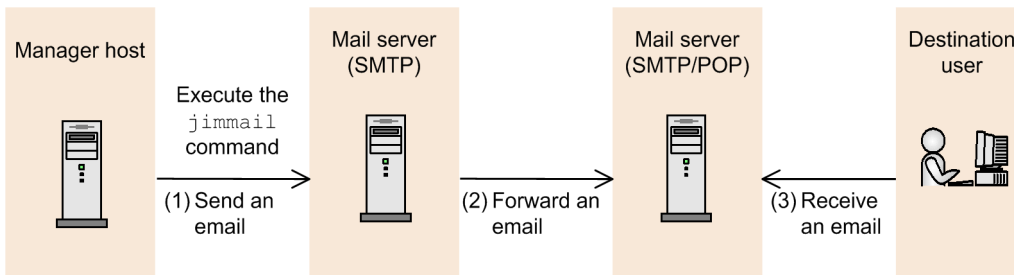 Manager host
Execute the
jimmail
command
(1) Send an
email
Mail server
(SMTP)
(2) Forward an
email
Mail server
(SMTP/POP)
(3) Receive
an email
Destination
user